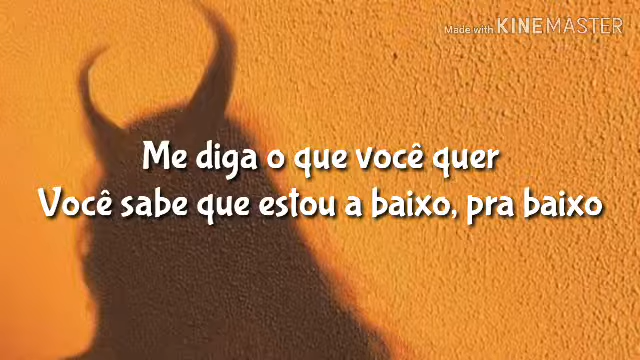 Made with KINEMASTER
Me diga o que você quer
Você sabe que estou a baixo, pra baixo